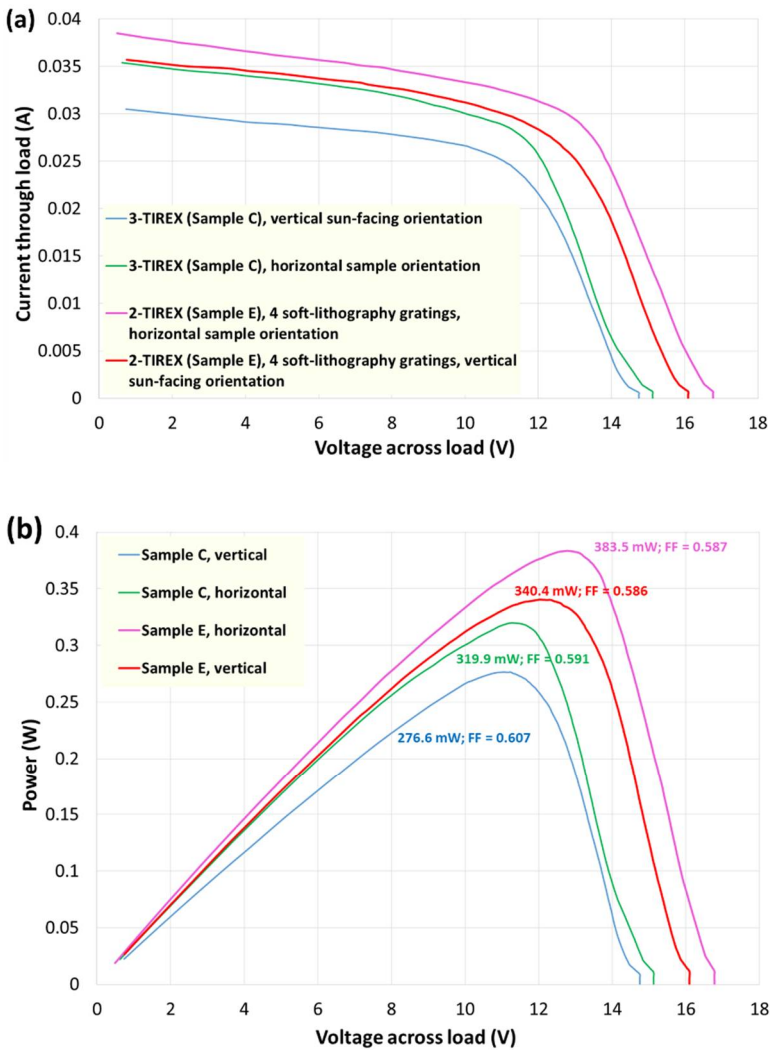 (a)
0.04
0.035
0.03
0.025
0.02
0.015
0.01
0.005
0
Current through load (A)
3-TIREX (Sample C), vertical sun-facing orientation
3-TIREX (Sample C), horizontal sample orientation
2-TIREX (Sample E), 4 soft-lithography gratings,
horizontal sample orientation
2-TIREX (Sample E), 4 soft-lithography gratings, vertical
sun-facing orientation
0 2 4 6 8 10 12 14 16 18
Voltage across load (V)
(b)
0.4
0.35
0.3
0.25
0.2
0.15
0.1
0.05
0
Power (W)
Sample C, vertical
Sample C, horizontal
Sample E, horizontal
Sample E, vertical
383.5 mW; FF = 0.587
340.4 mW; FF = 0.586
319.9 mW; FF = 0.591
276.6 mW; FF = 0.607
0 2 4 6 8 10 12 14 16 18
Voltage across load (V)